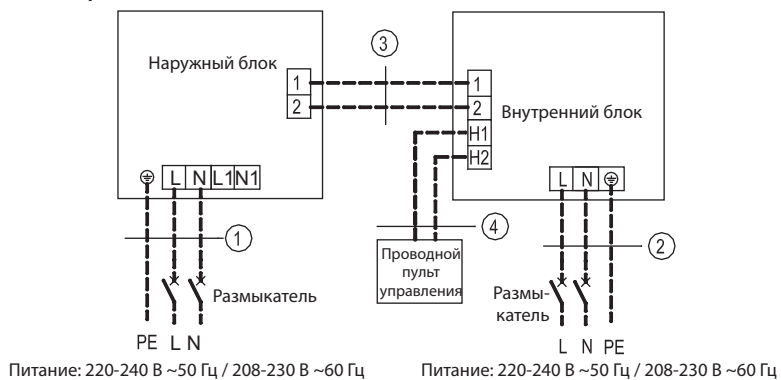 Наружный блок
1
2
L N L1 N1
1
Размыкатель
PE L N
Питание: 220-240 В ~50 Гц / 208-230 В ~60 Гц
3
1
2
H1
H2
Внутренний блок
L N
4
Проводной
пульт
управления
2
Размы-
катель
L N PE
Питание: 220-240 В ~50 Гц / 208-230 В ~60 Гц